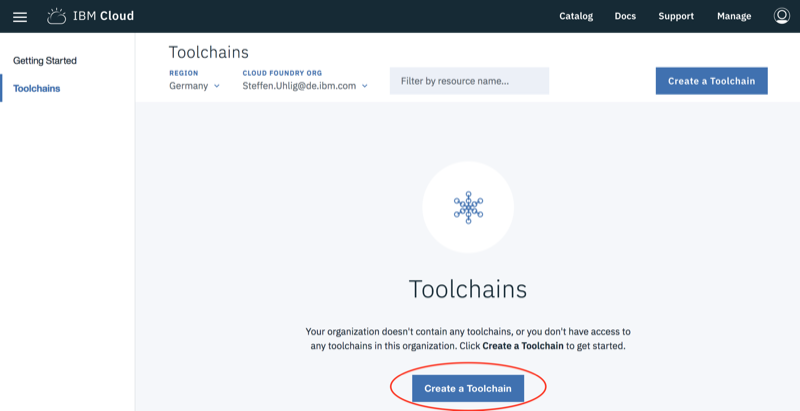 IBM Cloud
Catalog
Docs
Support
Manage
Getting Started
Toolchains
Toolchains
REGION
Germany
CLOUD FOUNDRY ORG
Steffen.Uhlig@de.ibm.com
Filter by resource name...
Create a Toolchain
Toolchains
Your organization doesn't contain any toolchains, or you don't have access to
any toolchains in this organization. Click Create a Toolchain to get started.
Create a Toolchain